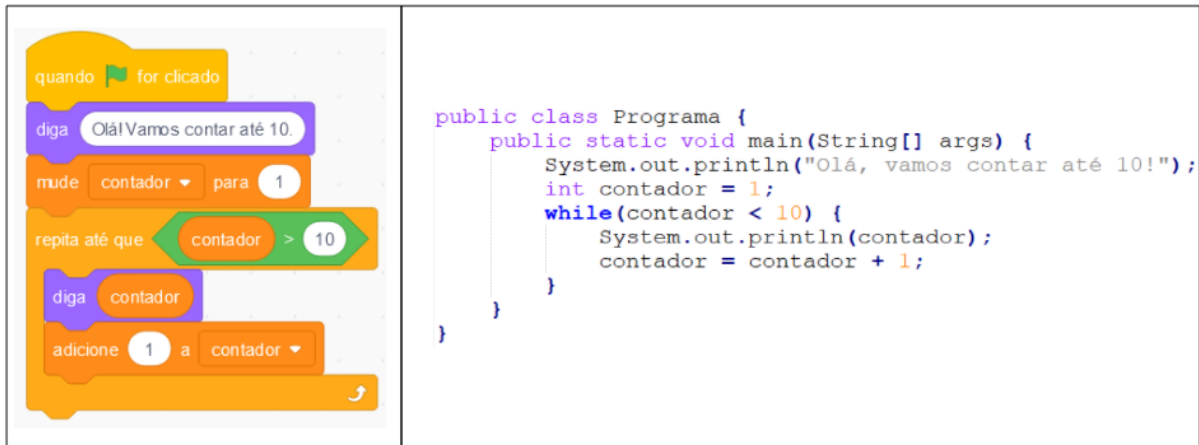 quando for clicado
diga Olá! Vamos contar até 10.
mude contador para 1
repita até que contador > 10
diga contador
adicione 1 a contador
public class Programa {
public static void main(String[] args) {
System.out.println("Olá, vamos contar até 10!");
int contador = 1;
while(contador < 10) {
System.out.println(contador);
contador = contador + 1;
}
}
}